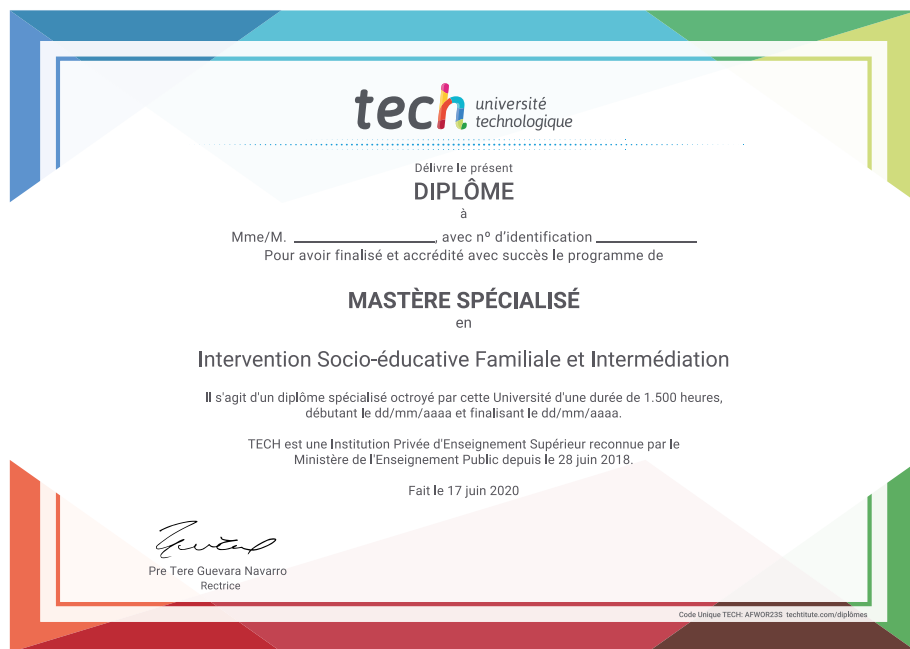 tech université
technologique
Délivre le présent
DIPLÔME
à
Mme/M. ____________, avec nº d'identification ____________
Pour avoir finalisé et accrédité avec succès le programme de
MASTÈRE SPÉCIALISÉ
en
Intervention Socio-éducative Familiale et Intermédiation
Il s'agit d'un diplôme spécialisé octroyé par cette Université d'une durée de 1.500 heures,
débutant le dd/mm/aaaa et finalisant le dd/mm/aaaa.
TECH est une Institution Privée d'Enseignement Supérieur reconnue par le
Ministère de l'Enseignement Public depuis le 28 juin 2018.
Fait le 17 juin 2020
Pre Tere Guevara Navarro
Rectrice
Code Unique TECH: AFWOR23S techtitute.com/diplômes